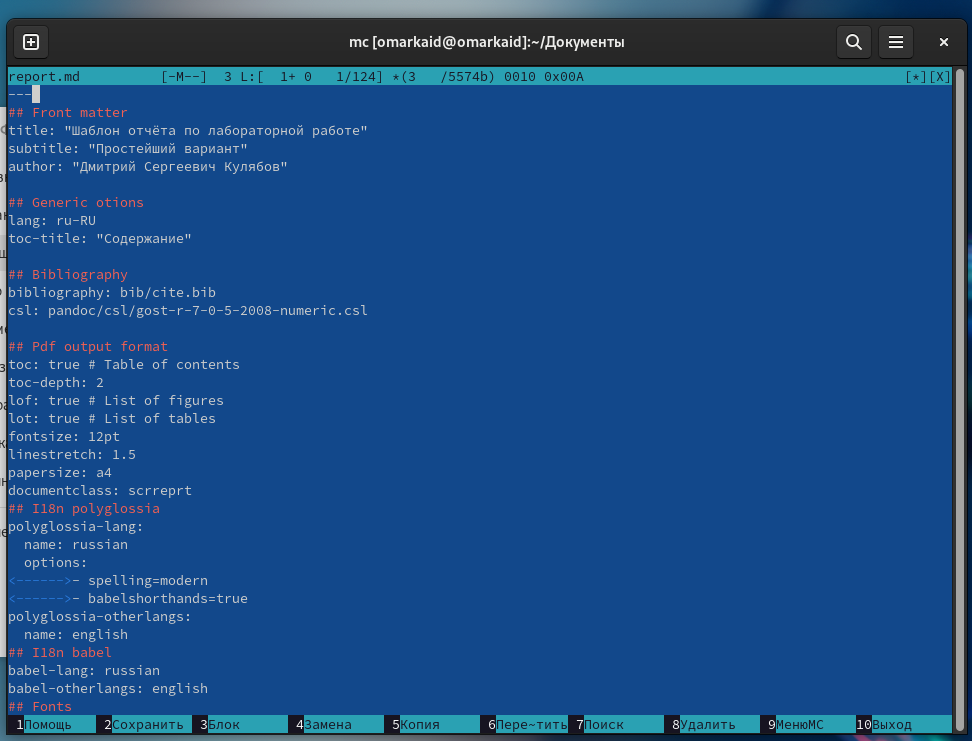 mc [omarkaid@omarkaid]:~/Документы
report.md [-M--] 3 L:[ 1+ 0 1/124] *(3 /5574b) 0010 0x00A [*][X]
---
## Front matter
title: "Шаблон отчёта по лабораторной работе"
subtitle: "Простейший вариант"
author: "Дмитрий Сергеевич Кулябов"

## Generic otions
lang: ru-RU
toc-title: "Содержание"

## Bibliography
bibliography: bib/cite.bib
csl: pandoc/csl/gost-r-7-0-5-2008-numeric.csl

## Pdf output format
toc: true # Table of contents
toc-depth: 2
lof: true # List of figures
lot: true # List of tables
fontsize: 12pt
linestretch: 1.5
papersize: a4
documentclass: scrreprt
## I18n polyglossia
polyglossia-lang:
  name: russian
  options:
<------>- spelling=modern
<------>- babelshorthands=true
polyglossia-otherlangs:
  name: english
## I18n babel
babel-lang: russian
babel-otherlangs: english
## Fonts
1Помощь 2Сохранить 3Блок 4Замена 5Копия 6Пере~тить 7Поиск 8Удалить 9МенюМС 10Выход